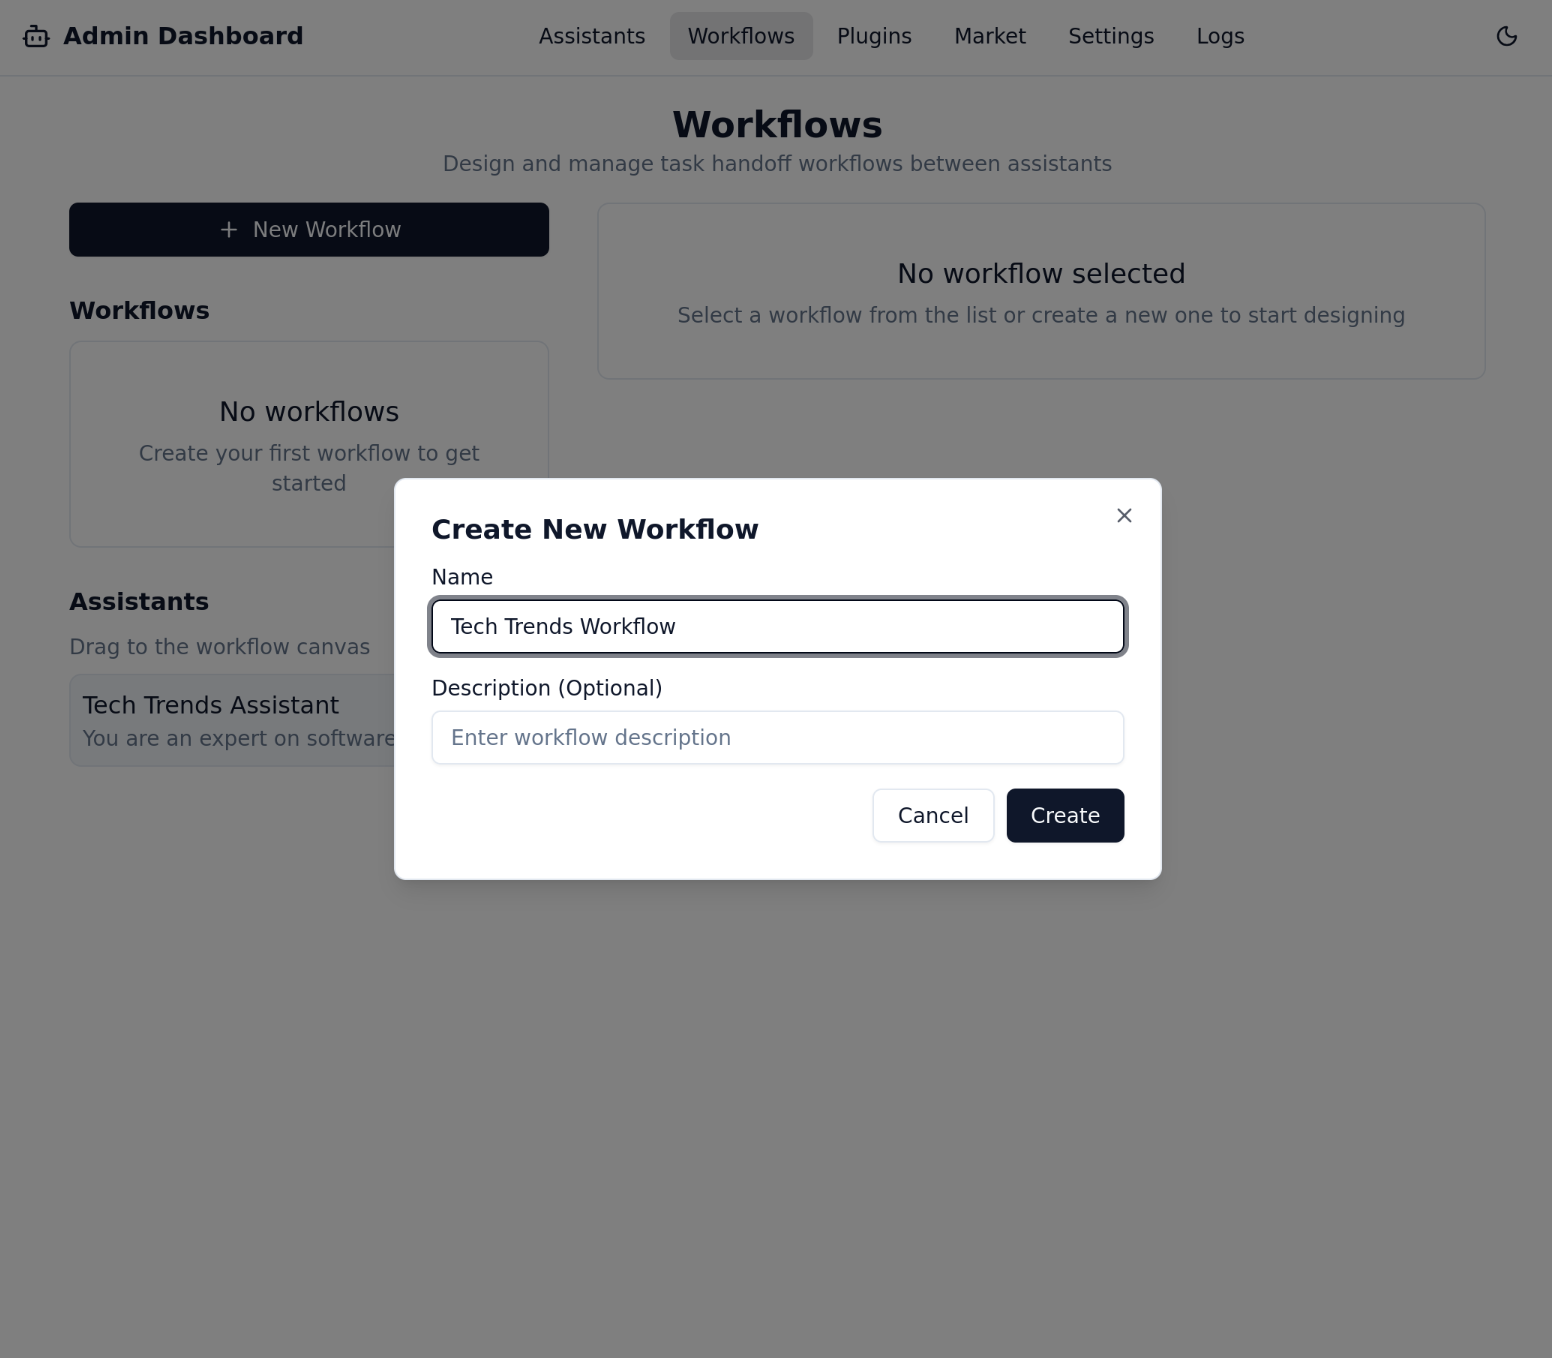 Admin Dashboard
Assistants
Workflows
Plugins
Market
Settings
Logs
Workflows
Design and manage task handoff workflows between assistants
New Workflow
Workflows
No workflows
Create your first workflow to get
started
Assistants
Drag to the workflow canvas
Tech Trends Assistant
You are an expert on software
No workflow selected
Select a workflow from the list or create a new one to start designing
Create New Workflow
Name
Tech Trends Workflow
Description (Optional)
Enter workflow description
Cancel
Create